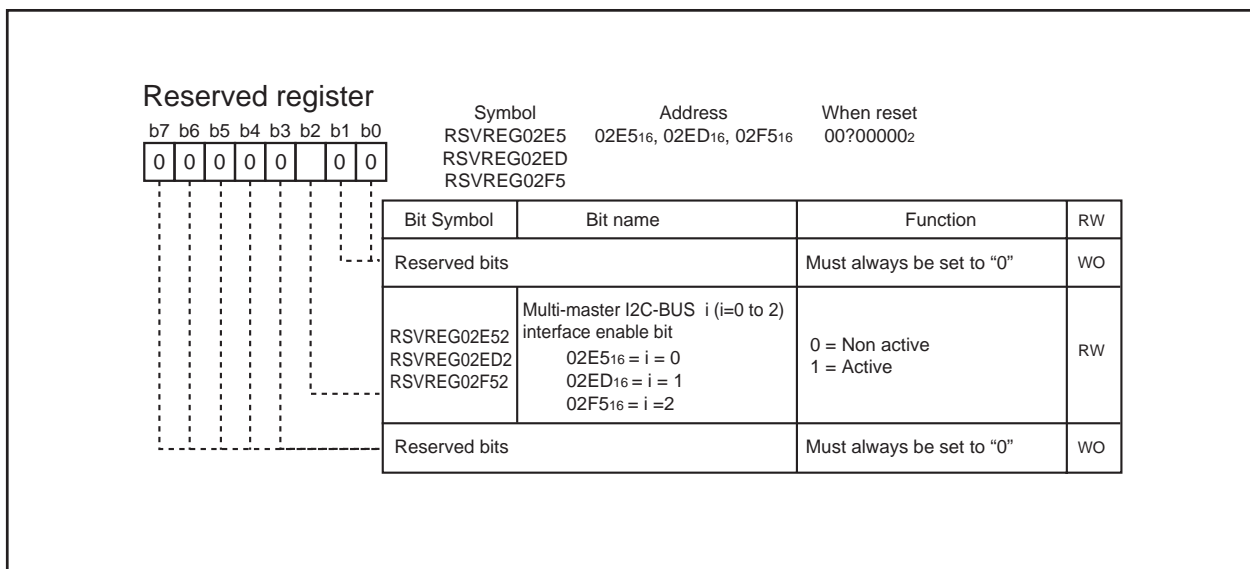 Reserved register
Symbol Address When reset
b7 b6 b5 b4 b3 b2 b1 b0
RSVREG02E5 02E516, 02ED16, 02F516 00?000002
0 0 0 0 0 0 0
RSVREG02ED
RSVREG02F5
Bit Symbol Bit name Function RW
Reserved bits Must always be set to “0” WO
Multi-master I2C-BUS i (i=0 to 2)
interface enable bit
RSVREG02E52
RSVREG02ED2
RSVREG02F52
02E516 = i = 0
02ED16 = i = 1
02F516 = i =2
0 = Non active
1 = Active
RW
Reserved bits Must always be set to “0” WO